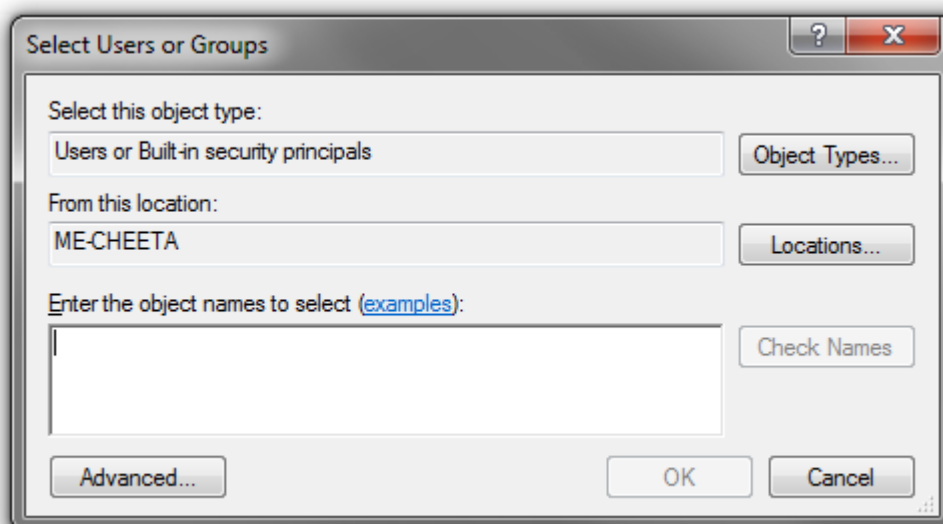 Select Users or Groups
?
Select this object type:
Users or Built-in security principals
Object Types...
From this location:
ME-CHEETA
Locations...
Enter the object names to select (examples):
Check Names
Advanced...
OK
Cancel